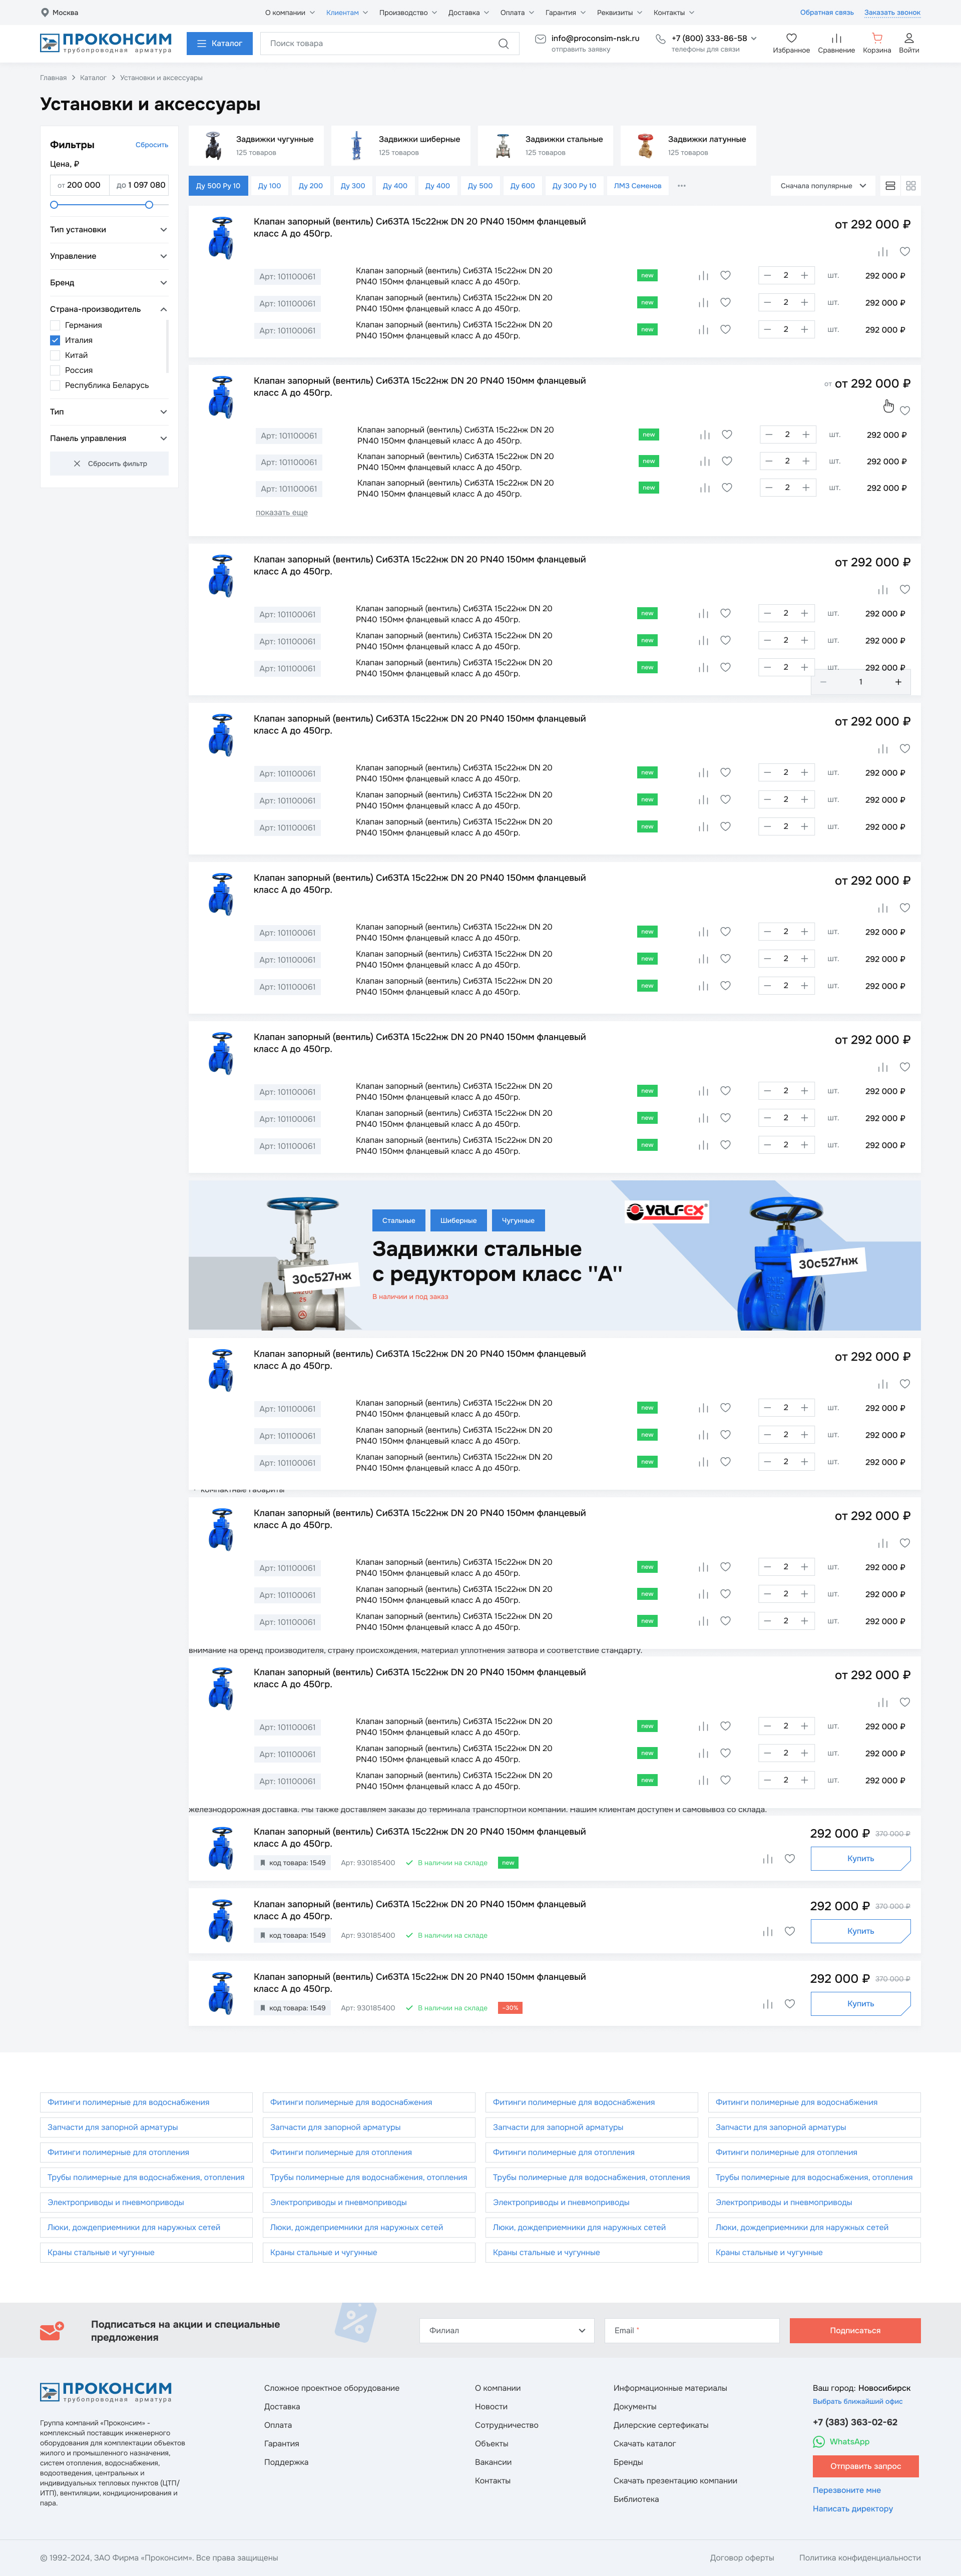 Москва
О компании Клиентам Производство Доставка Оплата Гарантия Реквизиты Контакты
Обратная связь Заказать звонок
ПРОКОНСИМ
трубопроводная арматура
Каталог
Поиск товара
info@proconsim-nsk.ru
отправить заявку
+7 (800) 333-86-58
телефоны для связи
Избранное Сравнение Корзина Войти
Главная Каталог Установки и аксессуары
Установки и аксессуары
Фильтры Сбросить
Цена, ₽
от 200 000 до 1 097 080
Тип установки
Управление
Бренд
Страна-производитель
Германия
Италия
Китай
Россия
Республика Беларусь
Тип
Панель управления
Сбросить фильтр
Задвижки чугунные
125 товаров
Задвижки шиберные
125 товаров
Задвижки стальные
125 товаров
Задвижки латунные
125 товаров
Ду 500 Ру 10 Ду 100 Ду 200 Ду 300 Ду 400 Ду 400 Ду 500 Ду 600 Ду 300 Ру 10 ЛМЗ Семенов ...
Сначала популярные
Клапан запорный (вентиль) СибЗТА 15с22нж DN 20 PN40 150мм фланцевый
класс А до 450гр.
от 292 000 ₽
Арт: 101100061 Клапан запорный (вентиль) СибЗТА 15с22нж DN 20
PN40 150мм фланцевый класс А до 450гр. new 2 шт. 292 000 ₽
Арт: 101100061 Клапан запорный (вентиль) СибЗТА 15с22нж DN 20
PN40 150мм фланцевый класс А до 450гр. new 2 шт. 292 000 ₽
Арт: 101100061 Клапан запорный (вентиль) СибЗТА 15с22нж DN 20
PN40 150мм фланцевый класс А до 450гр. new 2 шт. 292 000 ₽
Клапан запорный (вентиль) СибЗТА 15с22нж DN 20 PN40 150мм фланцевый
класс А до 450гр.
от 292 000 ₽
Арт: 101100061 Клапан запорный (вентиль) СибЗТА 15с22нж DN 20
PN40 150мм фланцевый класс А до 450гр. new 2 шт. 292 000 ₽
Арт: 101100061 Клапан запорный (вентиль) СибЗТА 15с22нж DN 20
PN40 150мм фланцевый класс А до 450гр. new 2 шт. 292 000 ₽
Арт: 101100061 Клапан запорный (вентиль) СибЗТА 15с22нж DN 20
PN40 150мм фланцевый класс А до 450гр. new 2 шт. 292 000 ₽
показать еще
Клапан запорный (вентиль) СибЗТА 15с22нж DN 20 PN40 150мм фланцевый
класс А до 450гр.
от 292 000 ₽
Арт: 101100061 Клапан запорный (вентиль) СибЗТА 15с22нж DN 20
PN40 150мм фланцевый класс А до 450гр. new 2 шт. 292 000 ₽
Арт: 101100061 Клапан запорный (вентиль) СибЗТА 15с22нж DN 20
PN40 150мм фланцевый класс А до 450гр. new 2 шт. 292 000 ₽
Арт: 101100061 Клапан запорный (вентиль) СибЗТА 15с22нж DN 20
PN40 150мм фланцевый класс А до 450гр. new 2 шт. 292 000 ₽
1
Клапан запорный (вентиль) СибЗТА 15с22нж DN 20 PN40 150мм фланцевый
класс А до 450гр.
от 292 000 ₽
Арт: 101100061 Клапан запорный (вентиль) СибЗТА 15с22нж DN 20
PN40 150мм фланцевый класс А до 450гр. new 2 шт. 292 000 ₽
Арт: 101100061 Клапан запорный (вентиль) СибЗТА 15с22нж DN 20
PN40 150мм фланцевый класс А до 450гр. new 2 шт. 292 000 ₽
Арт: 101100061 Клапан запорный (вентиль) СибЗТА 15с22нж DN 20
PN40 150мм фланцевый класс А до 450гр. new 2 шт. 292 000 ₽
Клапан запорный (вентиль) СибЗТА 15с22нж DN 20 PN40 150мм фланцевый
класс А до 450гр.
от 292 000 ₽
Арт: 101100061 Клапан запорный (вентиль) СибЗТА 15с22нж DN 20
PN40 150мм фланцевый класс А до 450гр. new 2 шт. 292 000 ₽
Арт: 101100061 Клапан запорный (вентиль) СибЗТА 15с22нж DN 20
PN40 150мм фланцевый класс А до 450гр. new 2 шт. 292 000 ₽
Арт: 101100061 Клапан запорный (вентиль) СибЗТА 15с22нж DN 20
PN40 150мм фланцевый класс А до 450гр. new 2 шт. 292 000 ₽
Клапан запорный (вентиль) СибЗТА 15с22нж DN 20 PN40 150мм фланцевый
класс А до 450гр.
от 292 000 ₽
Арт: 101100061 Клапан запорный (вентиль) СибЗТА 15с22нж DN 20
PN40 150мм фланцевый класс А до 450гр. new 2 шт. 292 000 ₽
Арт: 101100061 Клапан запорный (вентиль) СибЗТА 15с22нж DN 20
PN40 150мм фланцевый класс А до 450гр. new 2 шт. 292 000 ₽
Арт: 101100061 Клапан запорный (вентиль) СибЗТА 15с22нж DN 20
PN40 150мм фланцевый класс А до 450гр. new 2 шт. 292 000 ₽
Стальные Шиберные Чугунные
VALFEX
Задвижки стальные
с редуктором класс "А"
В наличии и под заказ
30с527нж
30с527нж
Клапан запорный (вентиль) СибЗТА 15с22нж DN 20 PN40 150мм фланцевый
класс А до 450гр.
от 292 000 ₽
Арт: 101100061 Клапан запорный (вентиль) СибЗТА 15с22нж DN 20
PN40 150мм фланцевый класс А до 450гр. new 2 шт. 292 000 ₽
Арт: 101100061 Клапан запорный (вентиль) СибЗТА 15с22нж DN 20
PN40 150мм фланцевый класс А до 450гр. new 2 шт. 292 000 ₽
Арт: 101100061 Клапан запорный (вентиль) СибЗТА 15с22нж DN 20
PN40 150мм фланцевый класс А до 450гр. new 2 шт. 292 000 ₽
компактные габариты
Клапан запорный (вентиль) СибЗТА 15с22нж DN 20 PN40 150мм фланцевый
класс А до 450гр.
от 292 000 ₽
Арт: 101100061 Клапан запорный (вентиль) СибЗТА 15с22нж DN 20
PN40 150мм фланцевый класс А до 450гр. new 2 шт. 292 000 ₽
Арт: 101100061 Клапан запорный (вентиль) СибЗТА 15с22нж DN 20
PN40 150мм фланцевый класс А до 450гр. new 2 шт. 292 000 ₽
Арт: 101100061 Клапан запорный (вентиль) СибЗТА 15с22нж DN 20
PN40 150мм фланцевый класс А до 450гр. new 2 шт. 292 000 ₽
внимание на бренд производителя, страну происхождения, материал уплотнения затвора и соответствие стандарту.
Клапан запорный (вентиль) СибЗТА 15с22нж DN 20 PN40 150мм фланцевый
класс А до 450гр.
от 292 000 ₽
Арт: 101100061 Клапан запорный (вентиль) СибЗТА 15с22нж DN 20
PN40 150мм фланцевый класс А до 450гр. new 2 шт. 292 000 ₽
Арт: 101100061 Клапан запорный (вентиль) СибЗТА 15с22нж DN 20
PN40 150мм фланцевый класс А до 450гр. new 2 шт. 292 000 ₽
Арт: 101100061 Клапан запорный (вентиль) СибЗТА 15с22нж DN 20
PN40 150мм фланцевый класс А до 450гр. new 2 шт. 292 000 ₽
железнодорожная доставка. Мы также доставляем заказы до терминала транспортной компании. Нашим клиентам доступен и самовывоз со склада.
Клапан запорный (вентиль) СибЗТА 15с22нж DN 20 PN40 150мм фланцевый
класс А до 450гр.
292 000 ₽ 370 000 ₽
код товара: 1549 Арт: 930185400 В наличии на складе new
Купить
Клапан запорный (вентиль) СибЗТА 15с22нж DN 20 PN40 150мм фланцевый
класс А до 450гр.
292 000 ₽ 370 000 ₽
код товара: 1549 Арт: 930185400 В наличии на складе
Купить
Клапан запорный (вентиль) СибЗТА 15с22нж DN 20 PN40 150мм фланцевый
класс А до 450гр.
292 000 ₽ 370 000 ₽
код товара: 1549 Арт: 930185400 В наличии на складе -30%
Купить
Фитинги полимерные для водоснабжения Фитинги полимерные для водоснабжения Фитинги полимерные для водоснабжения Фитинги полимерные для водоснабжения
Запчасти для запорной арматуры Запчасти для запорной арматуры Запчасти для запорной арматуры Запчасти для запорной арматуры
Фитинги полимерные для отопления Фитинги полимерные для отопления Фитинги полимерные для отопления Фитинги полимерные для отопления
Трубы полимерные для водоснабжения, отопления Трубы полимерные для водоснабжения, отопления Трубы полимерные для водоснабжения, отопления Трубы полимерные для водоснабжения, отопления
Электроприводы и пневмоприводы Электроприводы и пневмоприводы Электроприводы и пневмоприводы Электроприводы и пневмоприводы
Люки, дождеприемники для наружных сетей Люки, дождеприемники для наружных сетей Люки, дождеприемники для наружных сетей Люки, дождеприемники для наружных сетей
Краны стальные и чугунные Краны стальные и чугунные Краны стальные и чугунные Краны стальные и чугунные
Подписаться на акции и специальные
предложения
%
Филиал
Email *
Подписаться
ПРОКОНСИМ
трубопроводная арматура
Группа компаний «Проконсим» -
комплексный поставщик инженерного
оборудования для комплектации объектов
жилого и промышленного назначения,
систем отопления, водоснабжения,
водоотведения, центральных и
индивидуальных тепловых пунктов (ЦТП/
ИТП), вентиляции, кондиционирования и
пара.
Сложное проектное оборудование
Доставка
Оплата
Гарантия
Поддержка
О компании
Новости
Сотрудничество
Объекты
Вакансии
Контакты
Информационные материалы
Документы
Дилерские сертефикаты
Скачать каталог
Бренды
Скачать презентацию компании
Библиотека
Ваш город: Новосибирск
Выбрать ближайший офис
+7 (383) 363-02-62
WhatsApp
Отправить запрос
Перезвоните мне
Написать директору
© 1992-2024, ЗАО Фирма «Проконсим». Все права защищены
Договор оферты Политика конфиденциальности